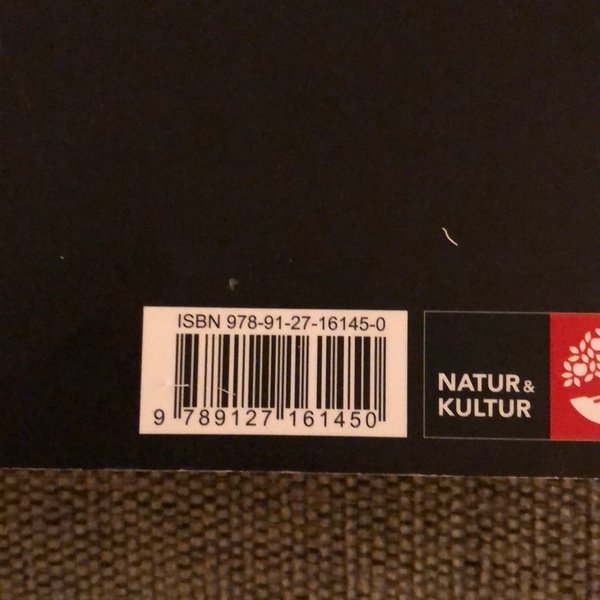 ISBN 978-91-27-16145-0
9 789127 161450
NATUR &
KULTUR